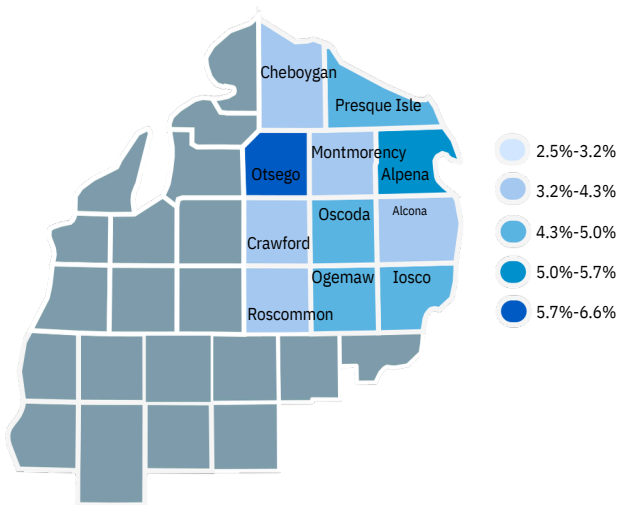 Cheboygan
Presque Isle
Montmorency
Otsego
Alpena
Oscoda
Alcona
Crawford
Ogemaw
Iosco
Roscommon
2.5%-3.2%
3.2%-4.3%
4.3%-5.0%
5.0%-5.7%
5.7%-6.6%